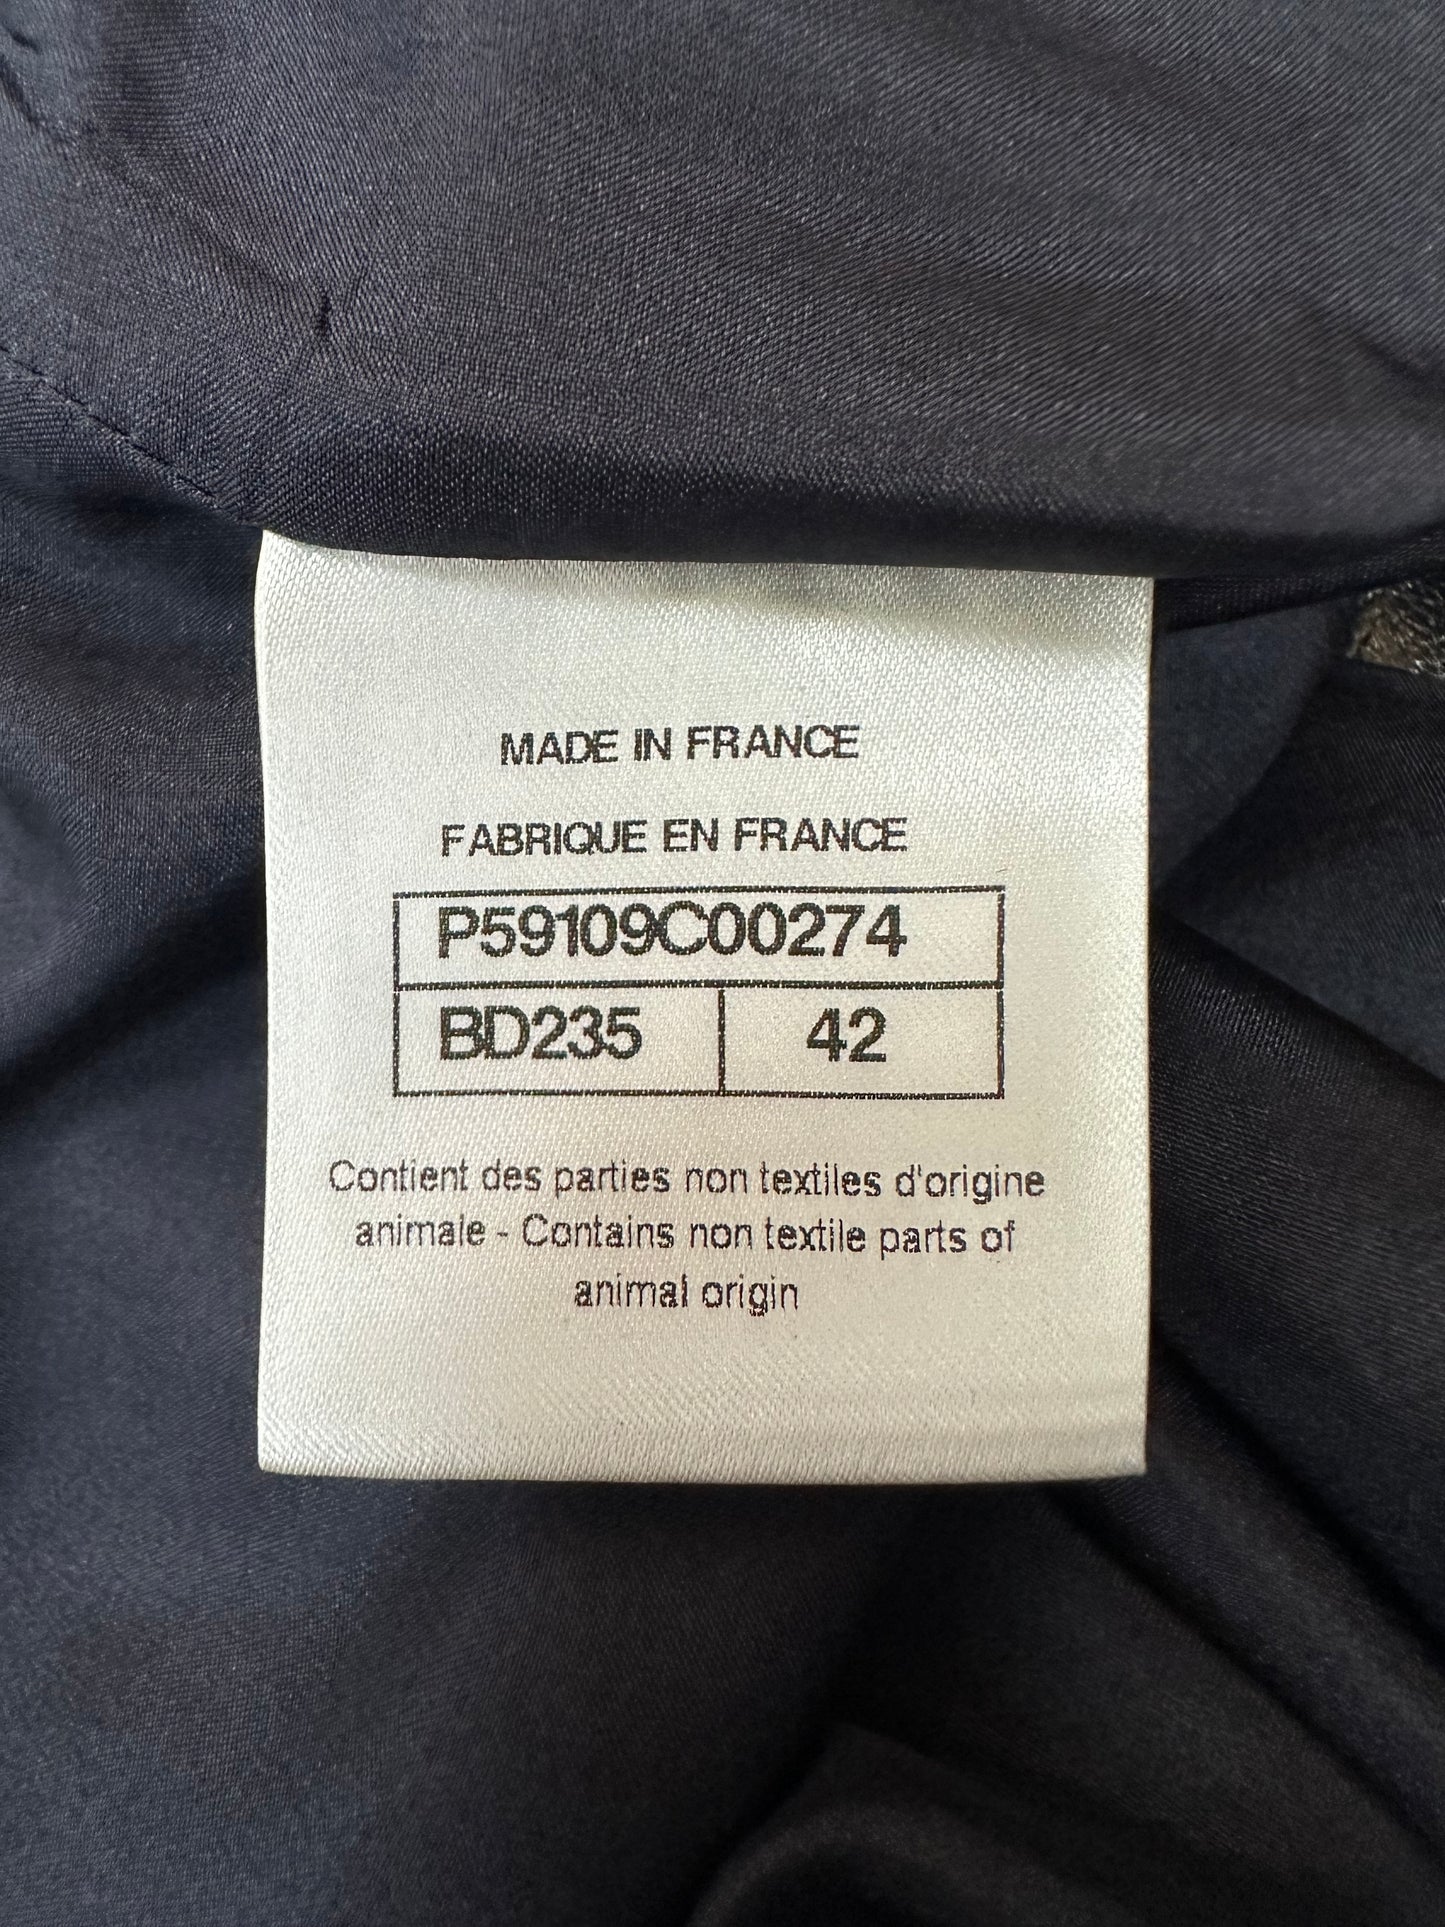 MADE IN FRANCE
FABRIQUE EN FRANCE
P59109C00274
BD235 42
Contient des parties non textiles d'origine
animale - Contains non textile parts of
animal origin